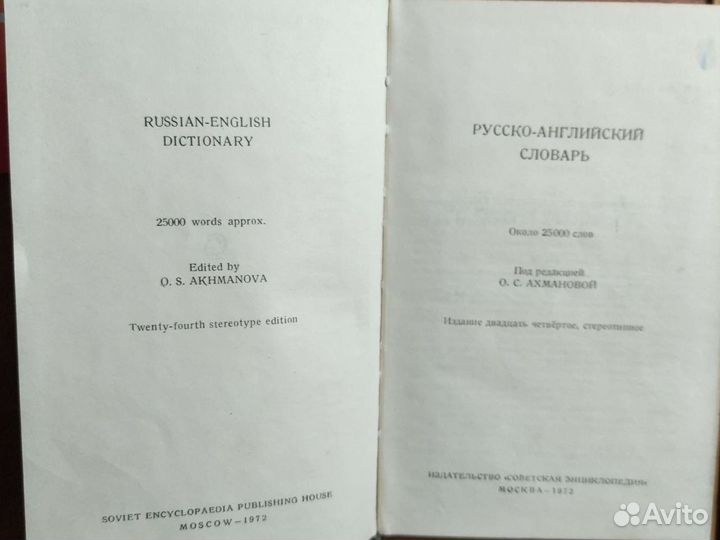 RUSSIAN-ENGLISH
DICTIONARY
25000 words approx.
Edited by
O. S. AKHMANOVA
Twenty-fourth stereotype edition
SOVIET ENCYCLOPAEDIA PUBLISHING HOUSE
MOSCOW—1972
РУССКО-АНГЛИЙСКИЙ
СЛОВАРЬ
Около 25000 слов
Под редакцией
О. С. АХМАНОВОЙ
Издание двадцать четвёртое, стереотипное
ИЗДАТЕЛЬСТВО «СОВЕТСКАЯ ЭНЦИКЛОПЕДИЯ»
МОСКВА—1972
Avito